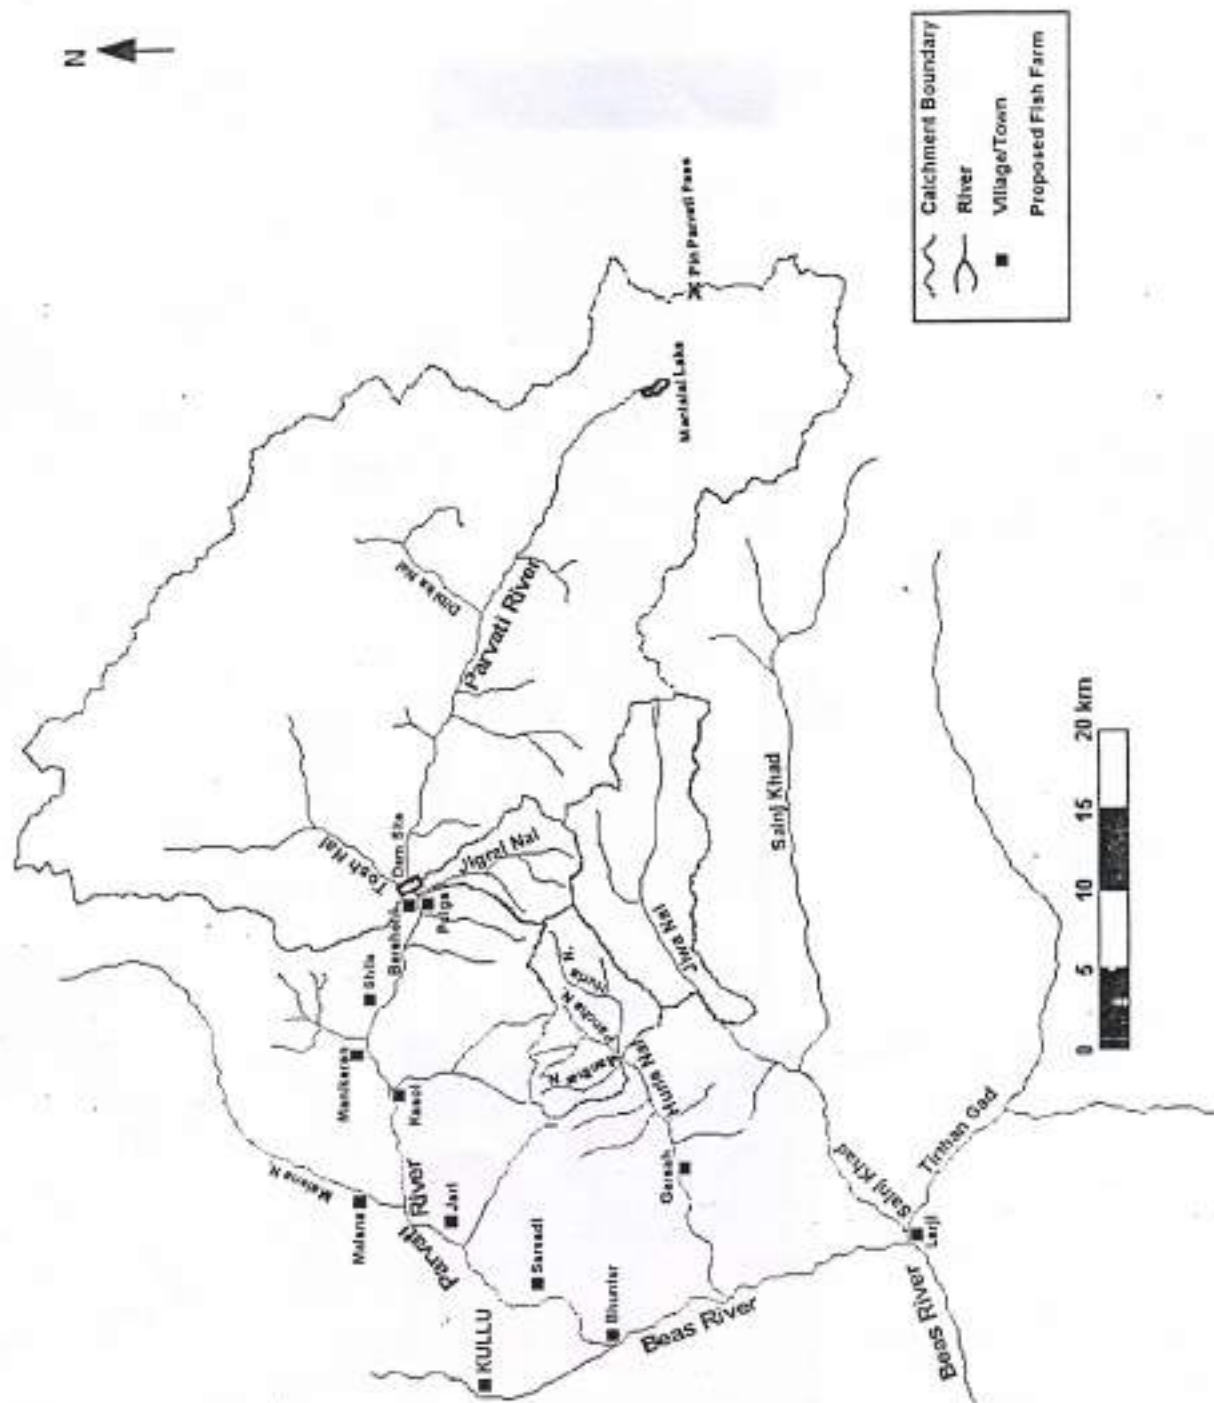 N
Catchment Boundary
River
Village/Town
Proposed Fish Farm
Pin Parvati Pass
Mantalai Lake
Dibi ka Nal
Parvati River
Tosh Nal
Dam Site
Jigrai Nal
Barsheni
Pulga
Shila
Manikaran
Kasol
Malana N.
Malana
Parvati River
Jari
Sarsadi
KULLU
Bhuntar
Beas River
Hurla N.
Pancha N.
Hurla Nal
Garsah
Jiwa Nal
Sainj Khad
Sainj Khad
Tirthan Gad
Larji
Beas River
0 5 10 15 20 km